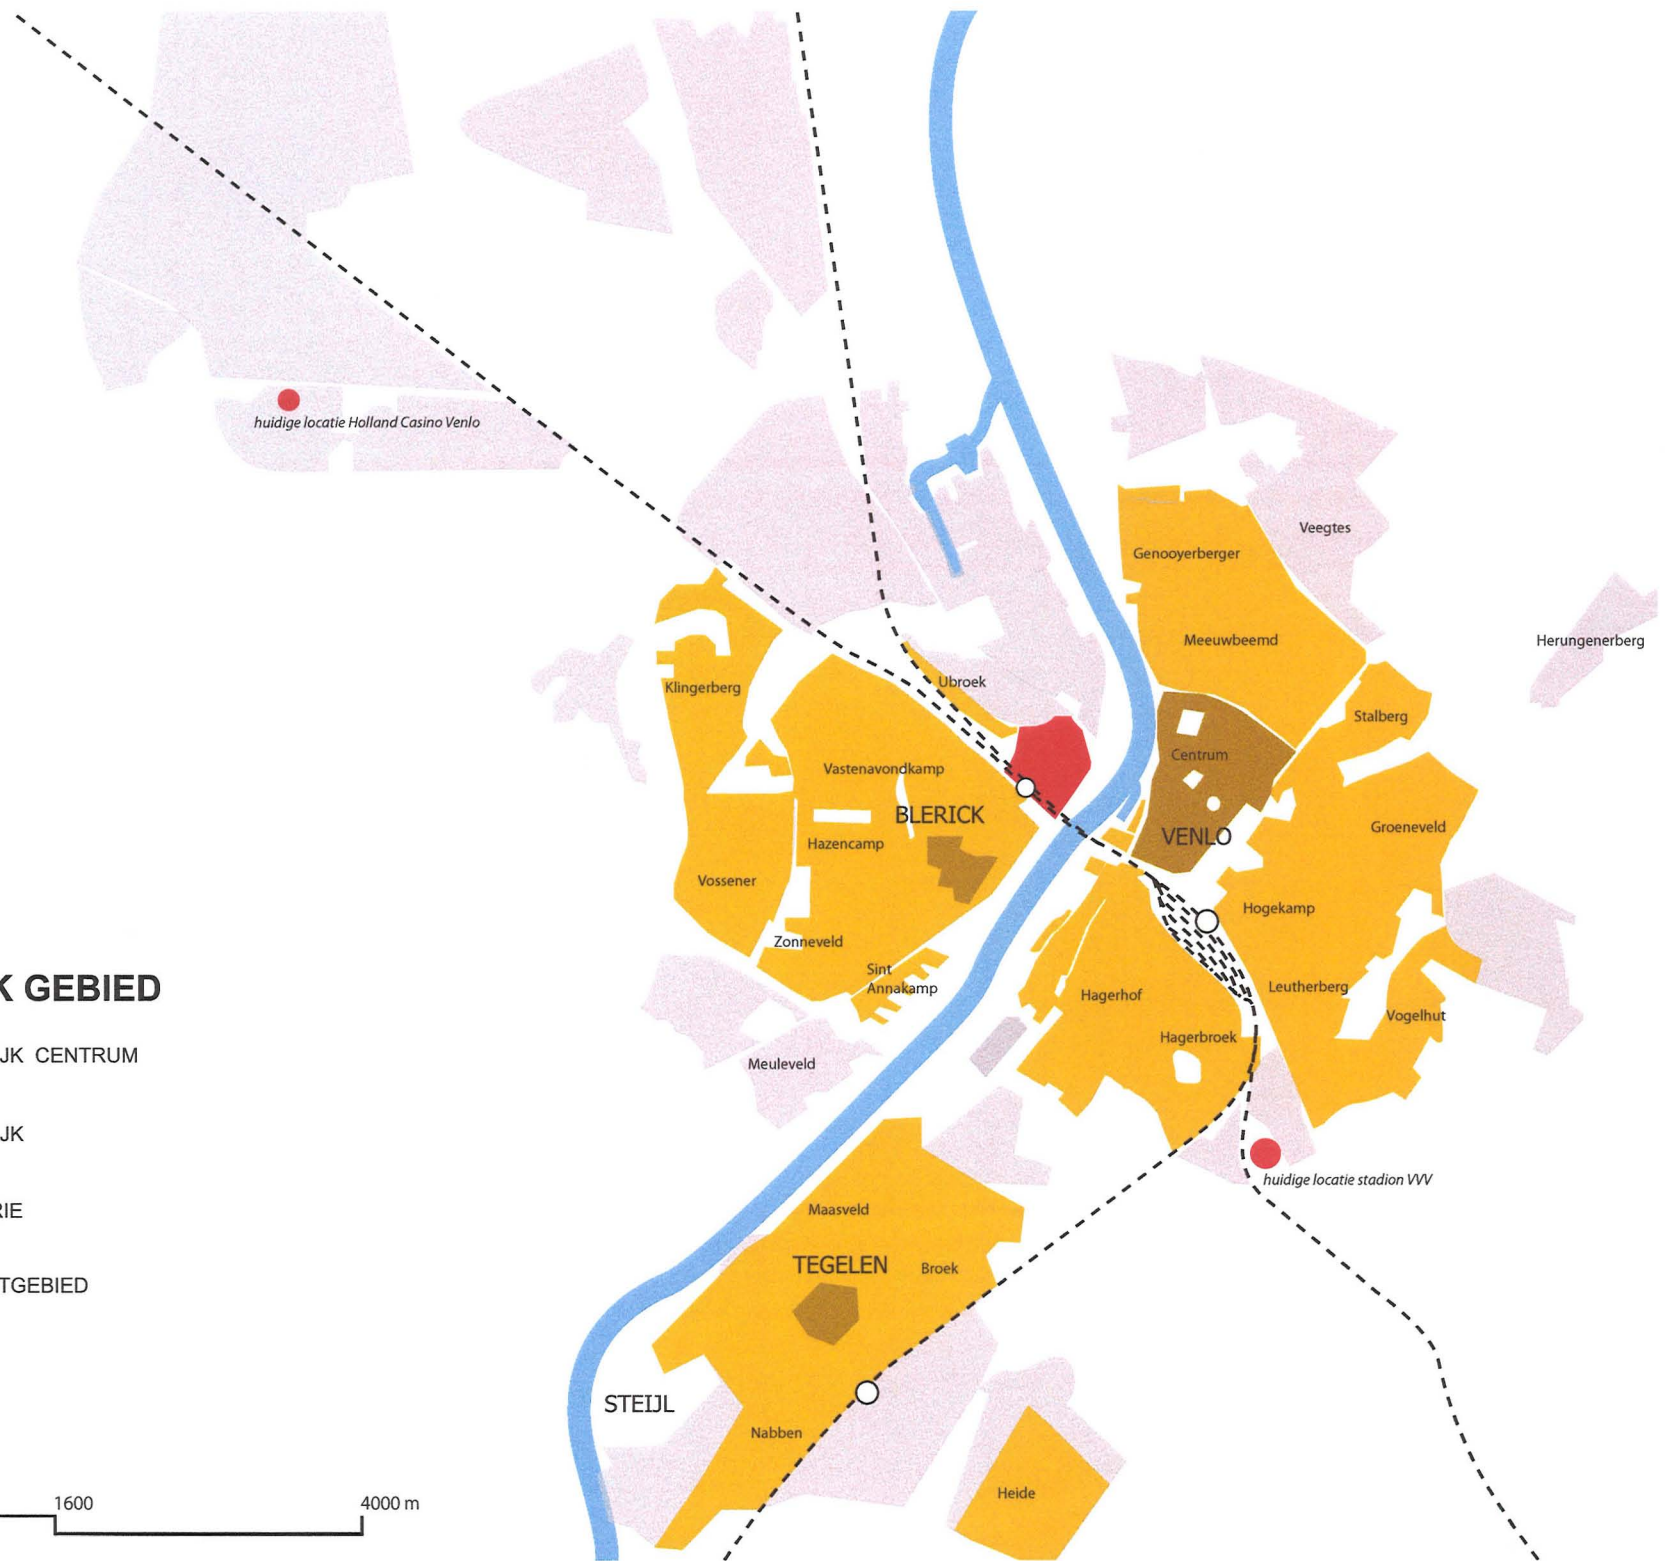 huidige locatie Holland Casino Venlo
Veegtes
Genooyerberger
Meeuwbeemd
Herungenerberg
Ubroek
Klingerberg
Stalberg
Centrum
Vastenavondkamp
BLERICK
Groeneveld
VENLO
Hazencamp
Vossener
Hogekamp
Zonneveld
Sint
Annakamp
Leutherberg
K GEBIED
Hagerhof
Vogelhut
Hagerbroek
JK CENTRUM
Meuleveld
JK
huidige locatie stadion VVV
RIE
Maasveld
TEGELEN
Broek
TGEBIED
STEIJL
Nabben
Heide
1600
4000 m